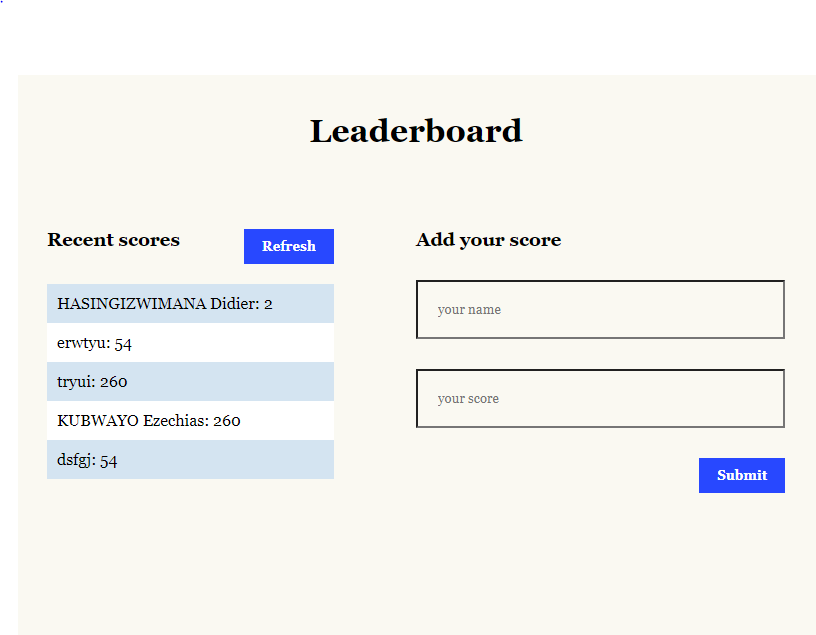 Leaderboard
Recent scores
Refresh
HASINGIZWIMANA Didier: 2
erwtyu: 54
tryui: 260
KUBWAYO Ezechias: 260
dsfgj: 54
Add your score
your name
your score
Submit